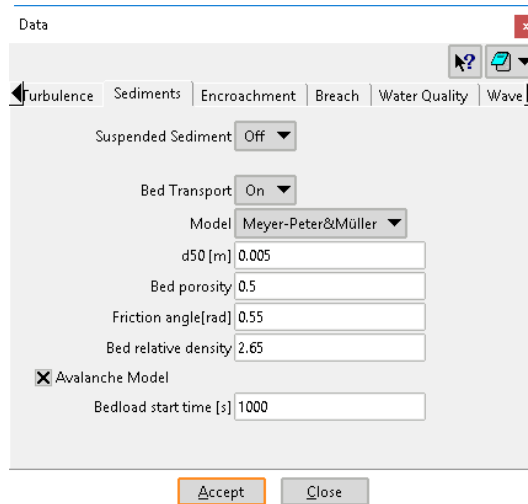 Data
Turbulence Sediments Encroachment Breach Water Quality Wave
Suspended Sediment Off
Bed Transport On
Model Meyer-Peter&Müller
d50 [m] 0.005
Bed porosity 0.5
Friction angle[rad] 0.55
Bed relative density 2.65
Avalanche Model
Bedload start time [s] 1000
Accept Close